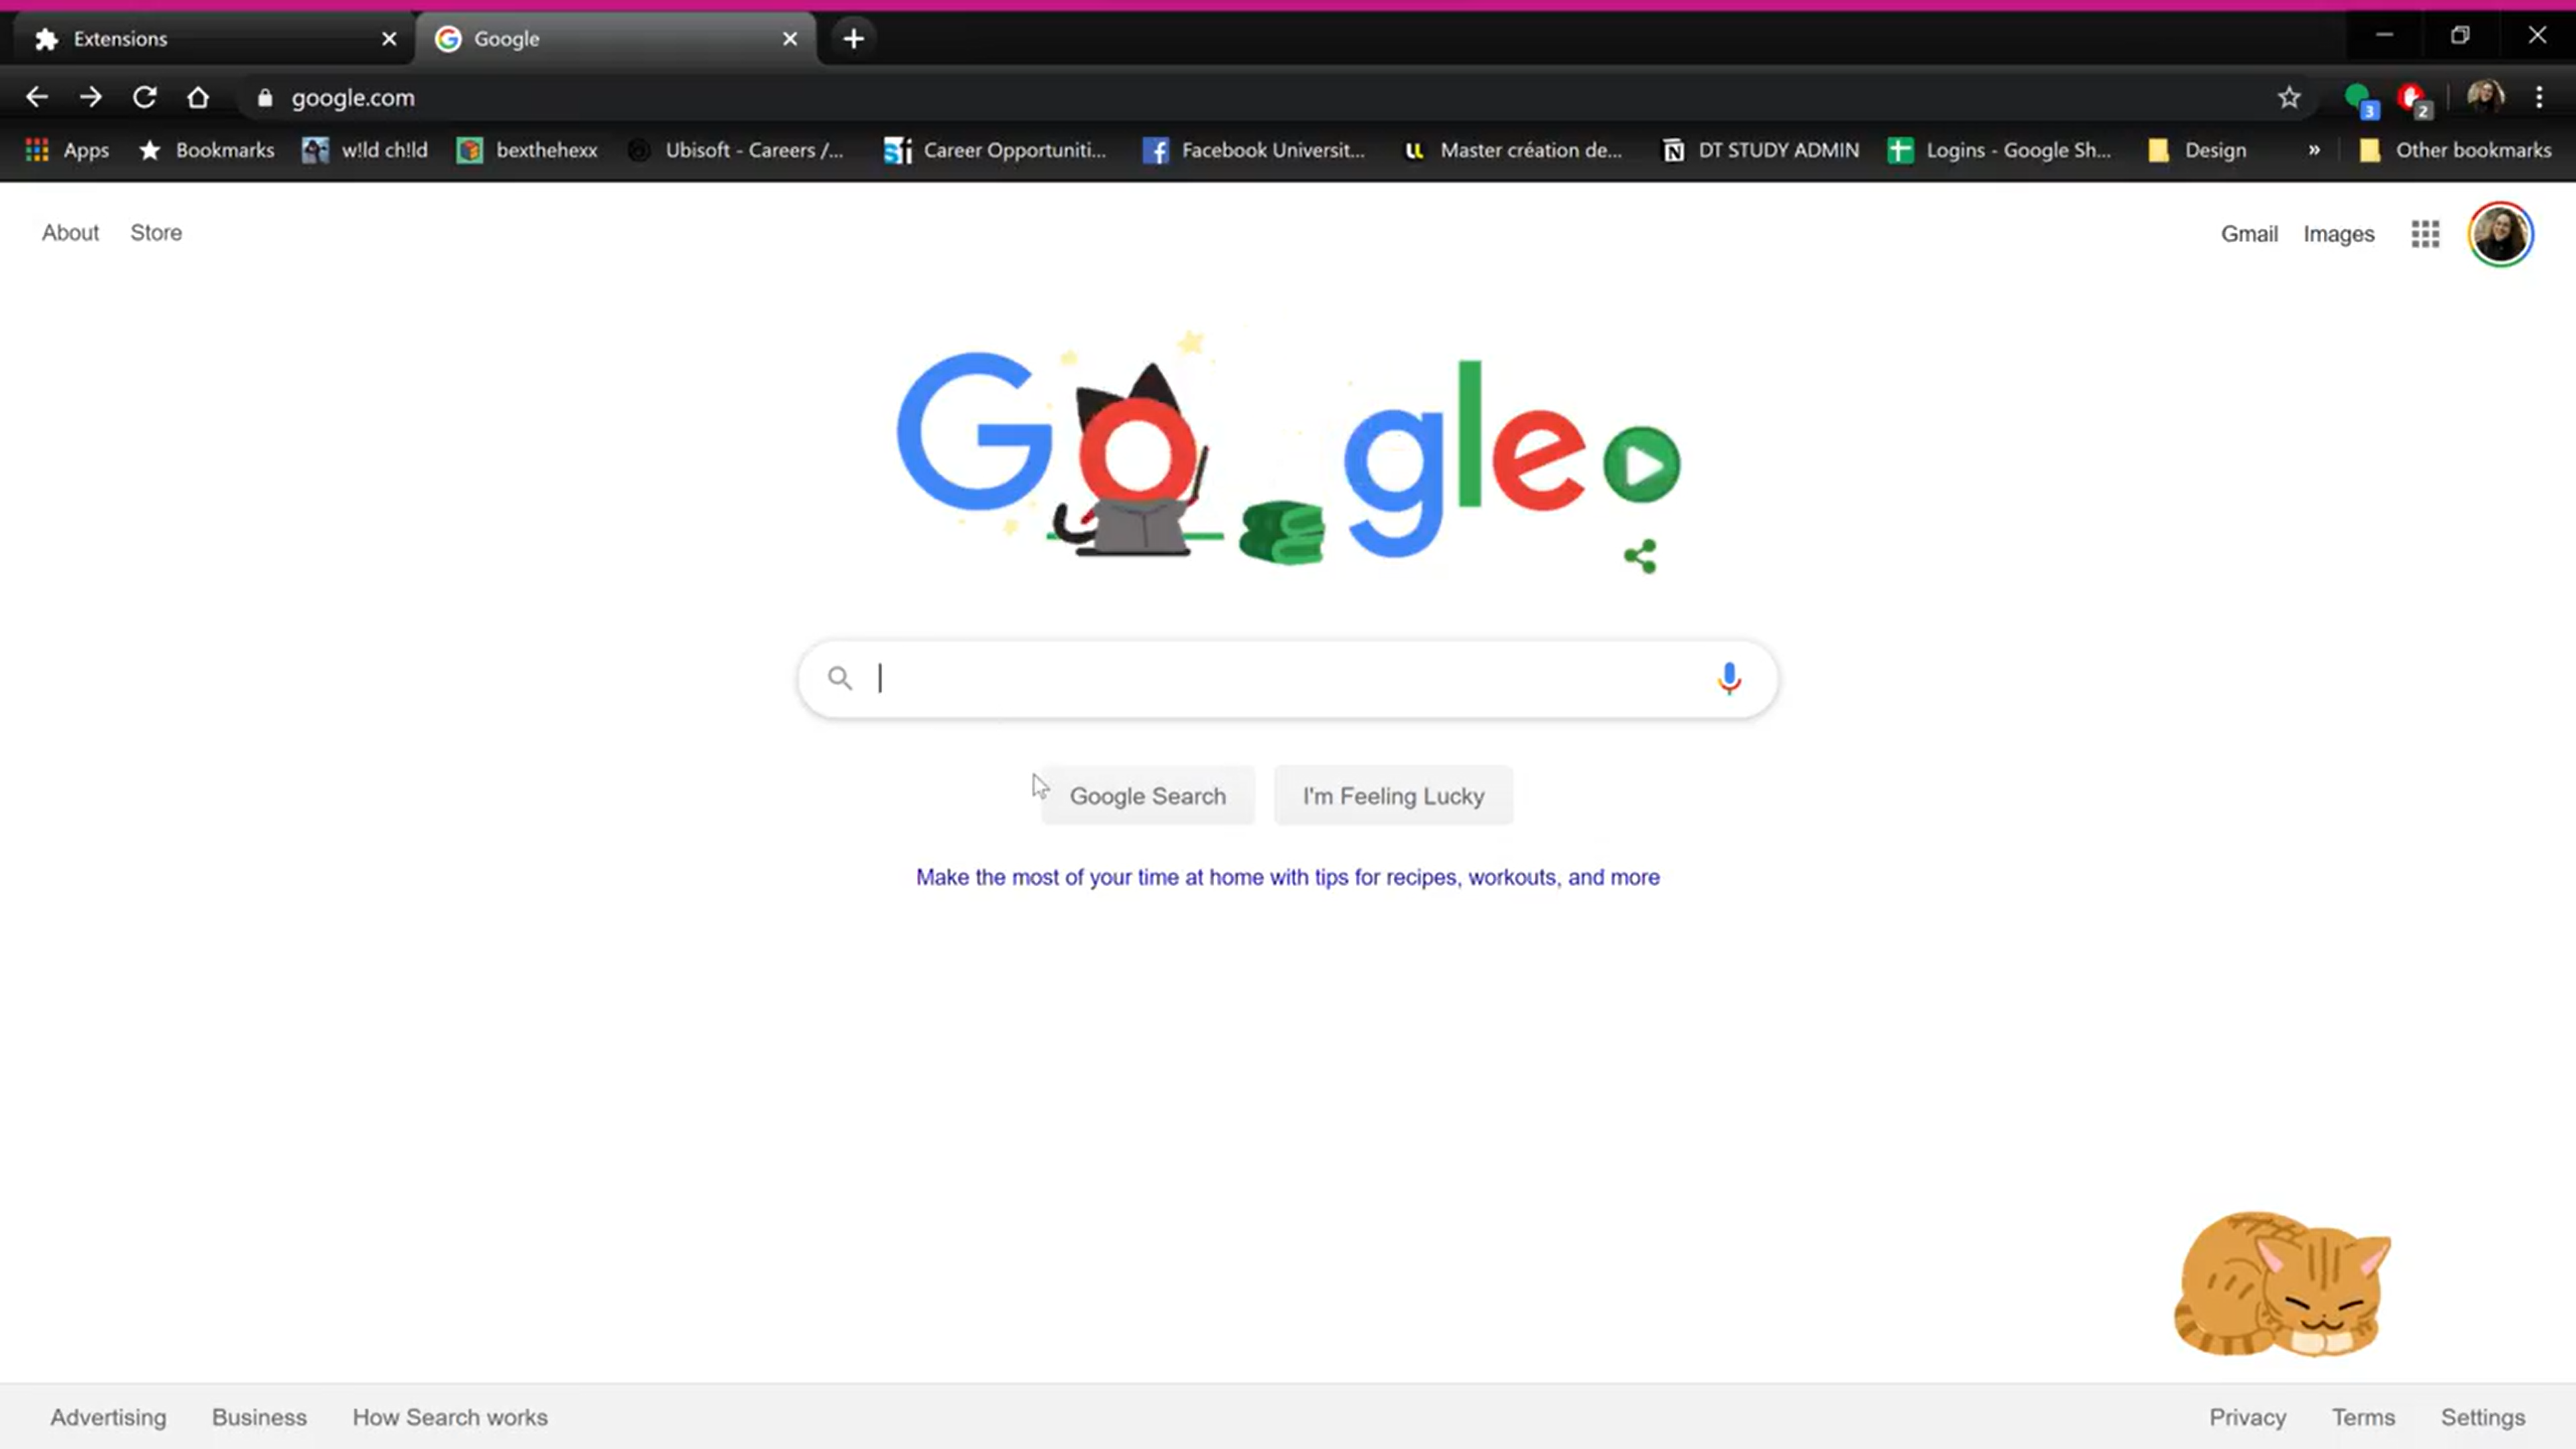 Extensions
Google
google.com
3
2
Apps
Bookmarks
w!ld ch!ld
bexthehexx
Ubisoft - Careers /...
Career Opportuniti...
Facebook Universit...
Master création de...
DT STUDY ADMIN
Logins - Google Sh...
Design
»
Other bookmarks
About
Store
Gmail
Images
Google
Google Search
I'm Feeling Lucky
Make the most of your time at home with tips for recipes, workouts, and more
Advertising
Business
How Search works
Privacy
Terms
Settings